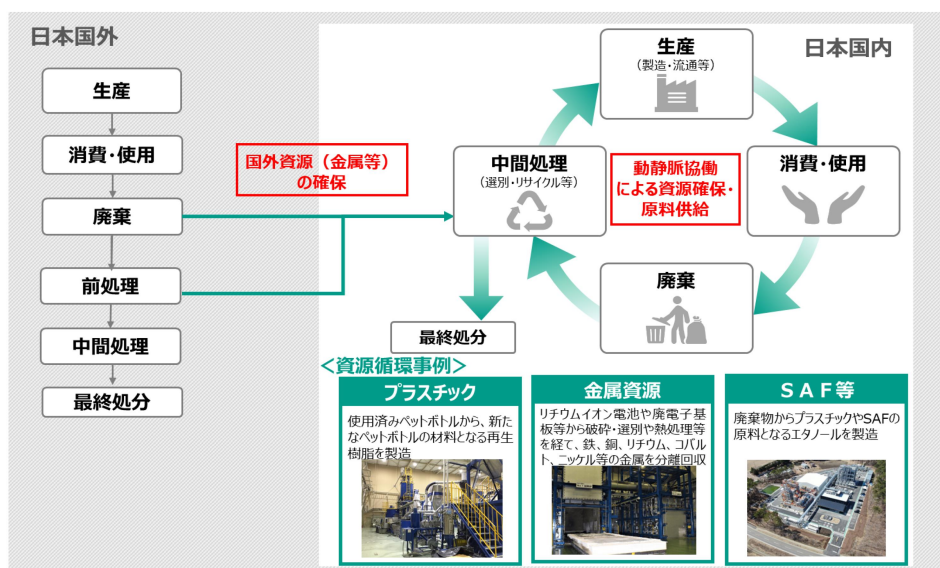 日本国外
生産
消費・使用
廃棄
前処理
中間処理
最終処分
国外資源（金属等）
の確保
日本国内
生産
（製造・流通等）
中間処理
（選別・リサイクル等）
動静脈協働
による資源確保・
原料供給
消費・使用
廃棄
最終処分
＜資源循環事例＞
プラスチック
使用済みペットボトルから、新た
なペットボトルの材料となる再生
樹脂を製造
金属資源
リチウムイオン電池や廃電子基
板等から破砕・選別や熱処理等
を経て、鉄、銅、リチウム、コバル
ト、ニッケル等の金属を分離回収
ＳＡＦ等
廃棄物からプラスチックやSAFの
原料となるエタノールを製造